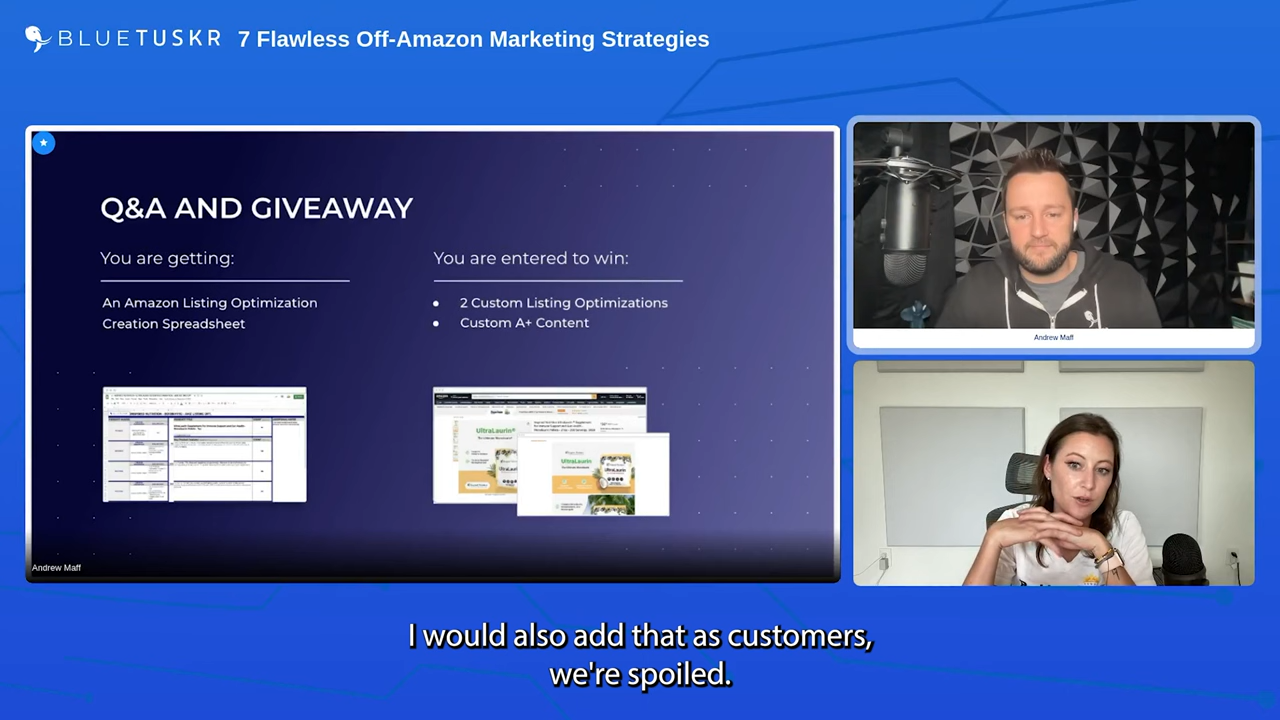 BLUETUSKR
7 Flawless Off-Amazon Marketing Strategies
Q&A AND GIVEAWAY
You are getting:
An Amazon Listing Optimization
Creation Spreadsheet
You are entered to win:
• 2 Custom Listing Optimizations
• Custom A+ Content
UltraLaurin
UltraLaurin
Andrew Maff
Andrew Maff
I would also add that as customers,
we're spoiled.